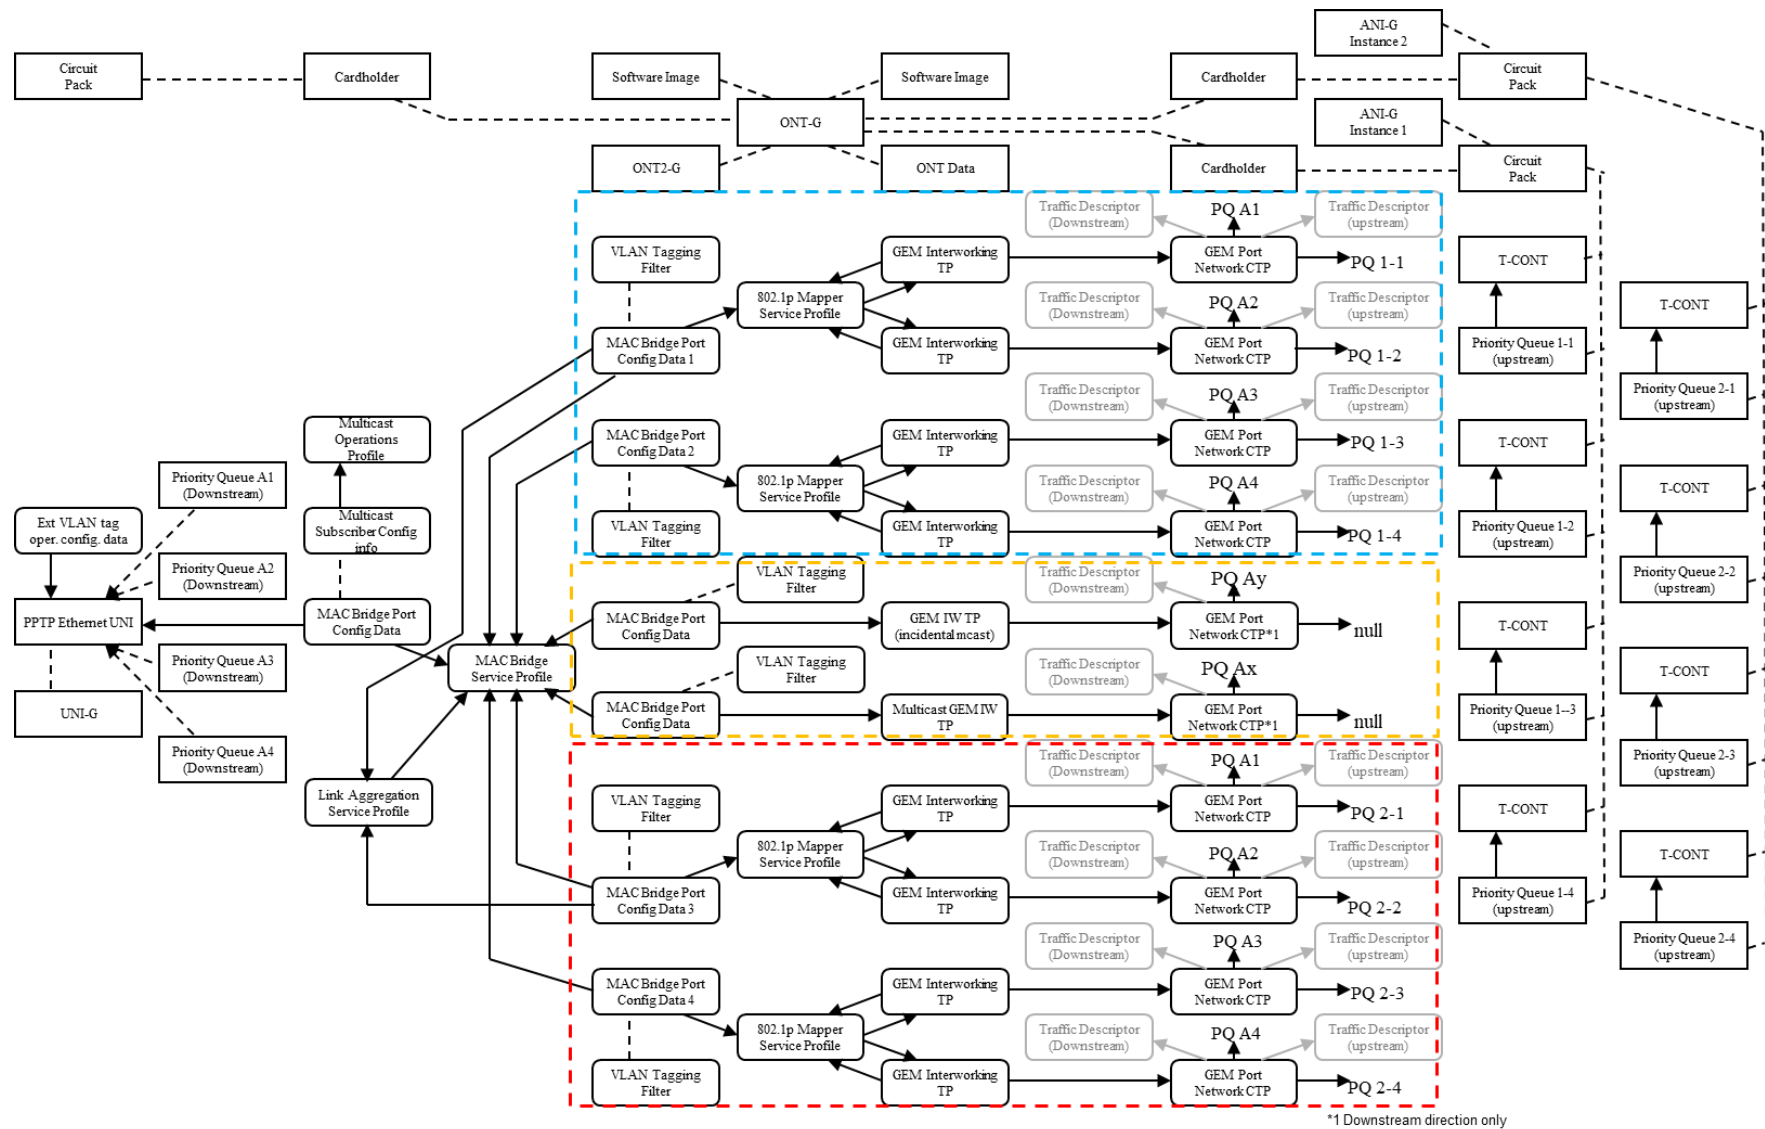 ANI-G
Instance 2
Circuit
Pack
Cardholder
Software Image
Software Image
Cardholder
Circuit
Pack
ONT-G
ANI-G
Instance 1
ONT2-G
ONT Data
Cardholder
Circuit
Pack
Traffic Descriptor
(Downstream)
PQ A1
Traffic Descriptor
(upstream)
VLAN Tagging
Filter
GEM Interworking
TP
GEM Port
Network CTP
PQ 1-1
T-CONT
802.1p Mapper
Service Profile
Traffic Descriptor
(Downstream)
PQ A2
Traffic Descriptor
(upstream)
T-CONT
MAC Bridge Port
Config Data 1
GEM Interworking
TP
GEM Port
Network CTP
PQ 1-2
Priority Queue 1-1
(upstream)
Traffic Descriptor
(Downstream)
PQ A3
Traffic Descriptor
(upstream)
Priority Queue 2-1
(upstream)
Multicast
Operations
Profile
MAC Bridge Port
Config Data 2
GEM Interworking
TP
GEM Port
Network CTP
PQ 1-3
T-CONT
Priority Queue A1
(Downstream)
802.1p Mapper
Service Profile
Traffic Descriptor
(Downstream)
PQ A4
Traffic Descriptor
(upstream)
T-CONT
Ext VLAN tag
oper. config. data
Multicast
Subscriber Config
info
VLAN Tagging
Filter
GEM Interworking
TP
GEM Port
Network CTP
PQ 1-4
Priority Queue 1-2
(upstream)
Priority Queue A2
(Downstream)
VLAN Tagging
Filter
Traffic Descriptor
(Downstream)
PQ Ay
Priority Queue 2-2
(upstream)
PPTP Ethernet UNI
MAC Bridge Port
Config Data
MAC Bridge Port
Config Data
GEM IW TP
(incidental mcast)
GEM Port
Network CTP*1
null
T-CONT
Priority Queue A3
(Downstream)
MAC Bridge
Service Profile
VLAN Tagging
Filter
Traffic Descriptor
(Downstream)
PQ Ax
T-CONT
UNI-G
MAC Bridge Port
Config Data
Multicast GEM IW
TP
GEM Port
Network CTP*1
null
Priority Queue 1--3
(upstream)
Priority Queue A4
(Downstream)
Traffic Descriptor
(Downstream)
PQ A1
Traffic Descriptor
(upstream)
Priority Queue 2-3
(upstream)
Link Aggregation
Service Profile
VLAN Tagging
Filter
GEM Interworking
TP
GEM Port
Network CTP
PQ 2-1
T-CONT
802.1p Mapper
Service Profile
Traffic Descriptor
(Downstream)
PQ A2
Traffic Descriptor
(upstream)
T-CONT
MAC Bridge Port
Config Data 3
GEM Interworking
TP
GEM Port
Network CTP
PQ 2-2
Priority Queue 1-4
(upstream)
Traffic Descriptor
(Downstream)
PQ A3
Traffic Descriptor
(upstream)
Priority Queue 2-4
(upstream)
MAC Bridge Port
Config Data 4
GEM Interworking
TP
GEM Port
Network CTP
PQ 2-3
802.1p Mapper
Service Profile
Traffic Descriptor
(Downstream)
PQ A4
Traffic Descriptor
(upstream)
VLAN Tagging
Filter
GEM Interworking
TP
GEM Port
Network CTP
PQ 2-4
*1 Downstream direction only